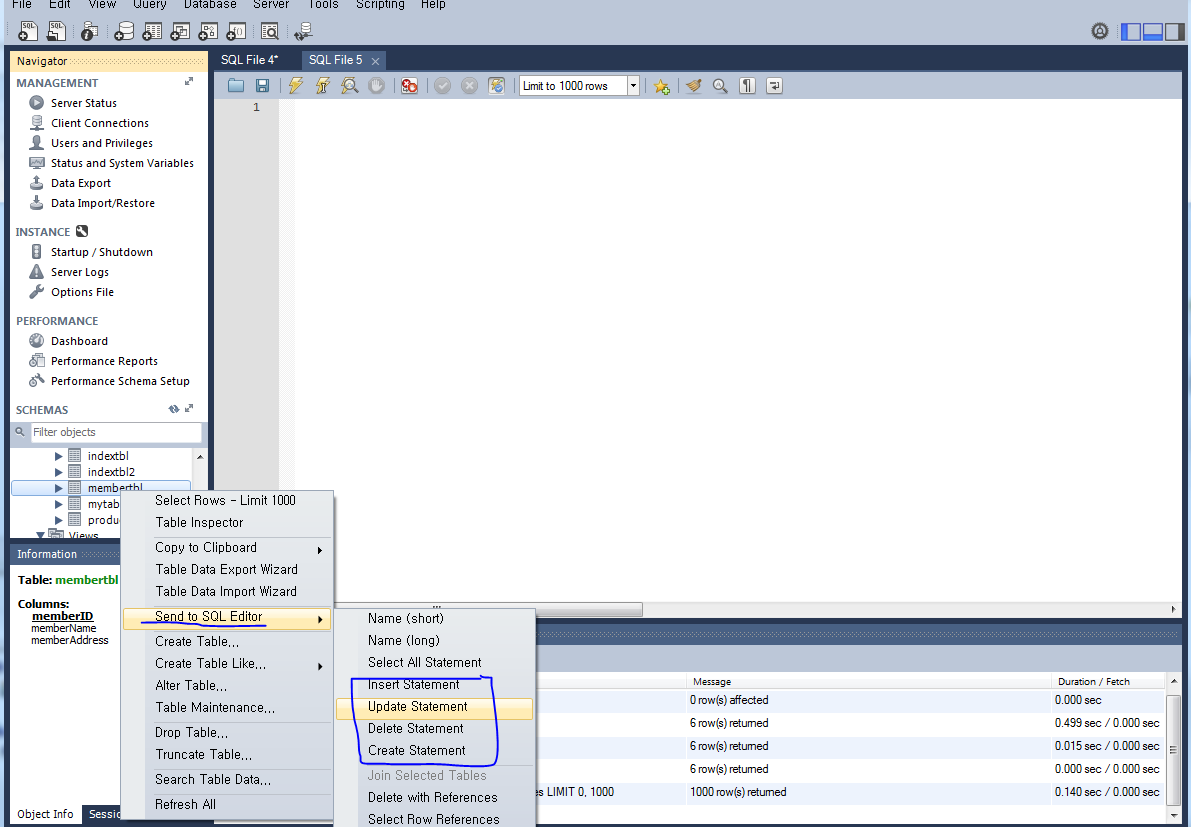 File Edit View Query Database Server Tools Scripting Help
Navigator
SQL File 4* SQL File 5
MANAGEMENT
Limit to 1000 rows
Server Status
1
Client Connections
Users and Privileges
Status and System Variables
Data Export
Data Import/Restore
INSTANCE
Startup / Shutdown
Server Logs
Options File
PERFORMANCE
Dashboard
Performance Reports
Performance Schema Setup
SCHEMAS
Filter objects
indextbl
indextbl2
membertbl
mytab
produ
Views
Information
Table: membertbl
Columns:
memberID
memberName
memberAddress
Object Info Sessio
Select Rows - Limit 1000
Table Inspector
Copy to Clipboard
Table Data Export Wizard
Table Data Import Wizard
Send to SQL Editor
Create Table...
Create Table Like...
Alter Table...
Table Maintenance...
Drop Table...
Truncate Table...
Search Table Data...
Refresh All
Name (short)
Name (long)
Select All Statement
Insert Statement
Update Statement
Delete Statement
Create Statement
Join Selected Tables
Delete with References
Select Row References
Message Duration / Fetch
0 row(s) affected 0.000 sec
6 row(s) returned 0.499 sec / 0.000 sec
6 row(s) returned 0.015 sec / 0.000 sec
6 row(s) returned 0.000 sec / 0.000 sec
es LIMIT 0, 1000 1000 row(s) returned 0.140 sec / 0.000 sec